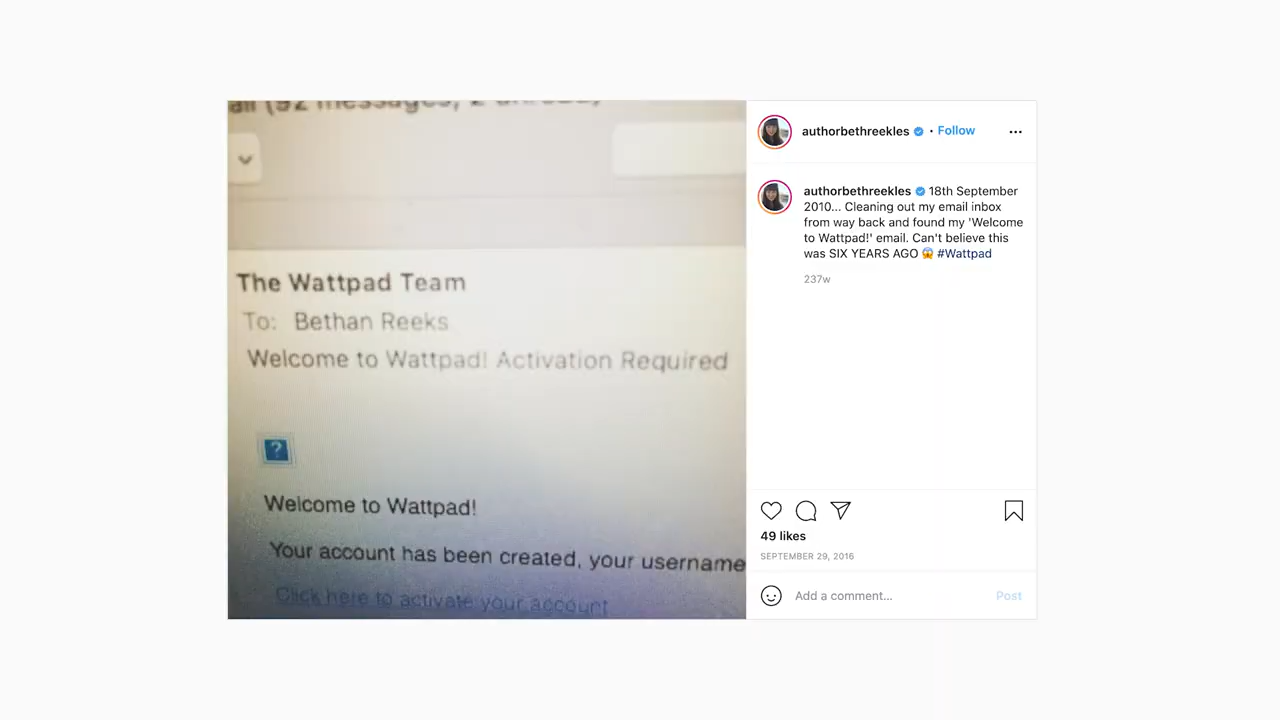 The Wattpad Team
To: Bethan Reeks
Welcome to Wattpad! Activation Required
?
Welcome to Wattpad!
Your account has been created, your username
Click here to activate your account
authorbethreekles • Follow
authorbethreekles 18th September
2010... Cleaning out my email inbox
from way back and found my 'Welcome
to Wattpad!' email. Can't believe this
was SIX YEARS AGO 😱 #Wattpad
237w
49 likes
SEPTEMBER 29, 2016
Add a comment...
Post